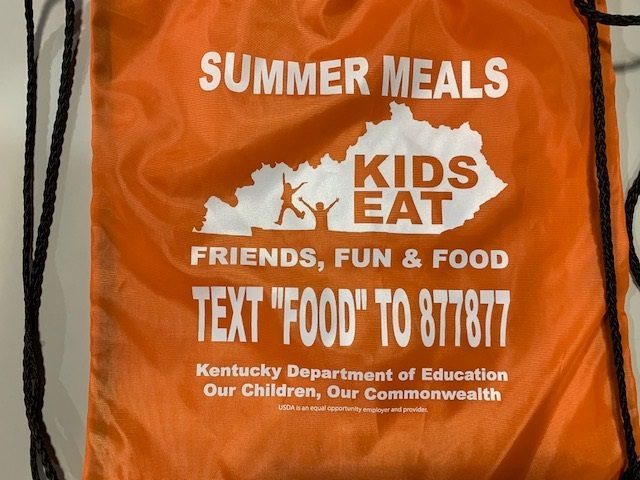 SUMMER MEALS
KIDS
EAT
FRIENDS, FUN & FOOD
TEXT "FOOD" TO 877877
Kentucky Department of Education
Our Children, Our Commonwealth
USDA is an equal opportunity employer and provider.